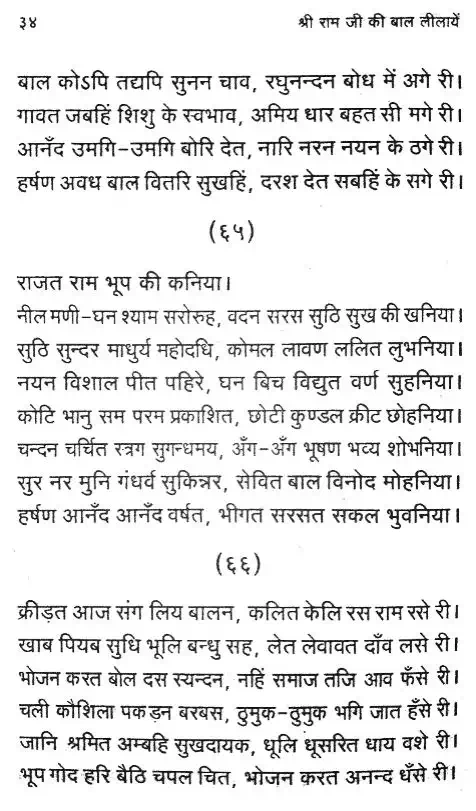 ३४ श्री राम जी की बाल लीलायें
बाल कोऽपि तद्यपि सुनन चाव, रघुनन्दन बोध में अगे री।
गावत जबहिं शिशु के स्वभाव, अमिय धार बहत सी मगे री।
आनँद उमगि-उमगि बोरि देत, नारि नरन नयन के ठगे री।
हर्षण अवध बाल वितरि सुखहिं, दरश देत सबहिं के सगे री।
(६५)
राजत राम भूप की कनिया।
नील मणी-घन श्याम सरोरुह, वदन सरस सुठि सुख की खनिया।
सुठि सुन्दर माधुर्य महोदधि, कोमल लावण ललित लुभनिया।
नयन विशाल पीत पहिरे, घन बिच विद्युत वर्ण सुहनिया।
कोटि भानु सम परम प्रकाशित, छोटी कुण्डल क्रीट छोहनिया।
चन्दन चर्चित स्त्रग सुगन्धमय, अँग-अँग भूषण भव्य शोभनिया।
सुर नर मुनि गंधर्व सुकिन्नर, सेवित बाल विनोद मोहनिया।
हर्षण आनँद आनँद वर्षत, भीगत सरसत सकल भुवनिया।
(६६)
क्रीड़त आज संग लिय बालन, कलित केलि रस राम रसे री।
खाब पियब सुधि भूलि बन्धु सह, लेत लेवावत दाँव लसे री।
भोजन करत बोल दस स्यन्दन, नहिं समाज तजि आव फँसे री।
चली कौशिला पकड़न बरबस, ठुमुक-ठुमुक भगि जात हँसे री।
जानि श्रमित अम्बहि सुखदायक, धूलि धूसरित धाय वशे री।
भूप गोद हरि बैठि चपल चित, भोजन करत अनन्द धँसे री।